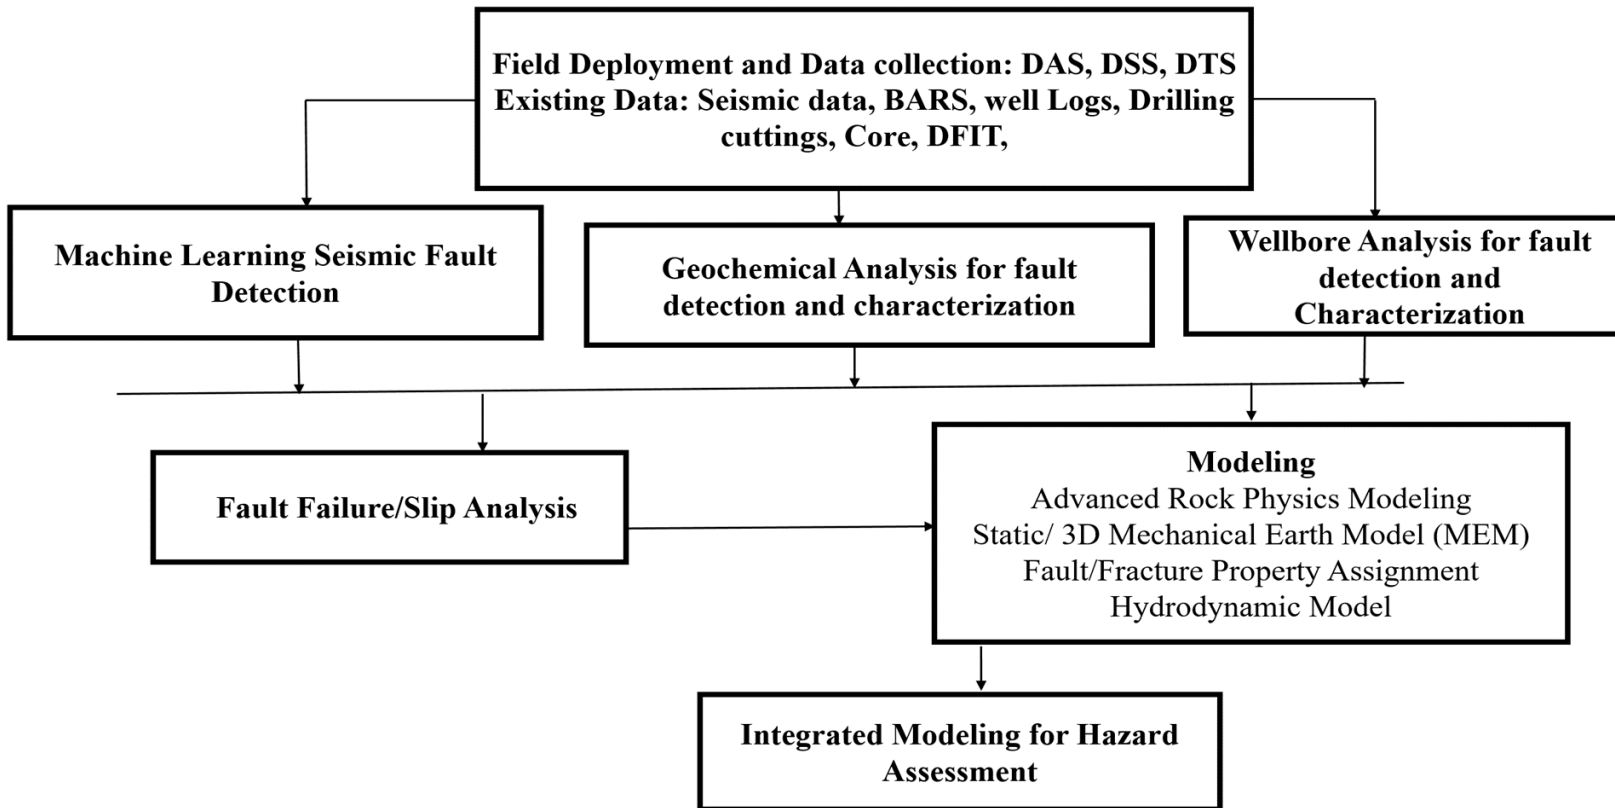 Field Deployment and Data collection: DAS, DSS, DTS
Existing Data: Seismic data, BARS, well Logs, Drilling
cuttings, Core, DFIT,
Machine Learning Seismic Fault
Detection
Geochemical Analysis for fault
detection and characterization
Wellbore Analysis for fault
detection and
Characterization
Fault Failure/Slip Analysis
Modeling
Advanced Rock Physics Modeling
Static/ 3D Mechanical Earth Model (MEM)
Fault/Fracture Property Assignment
Hydrodynamic Model
Integrated Modeling for Hazard
Assessment